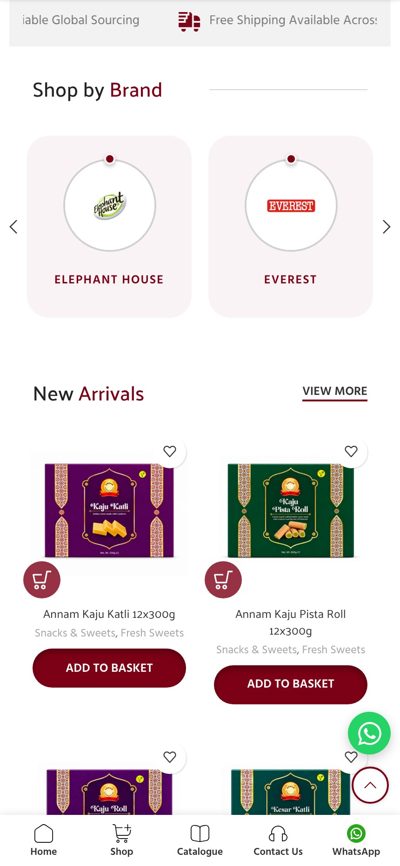 iable Global Sourcing
Free Shipping Available Across
Shop by Brand
Elephant House
EVEREST
ELEPHANT HOUSE
EVEREST
New Arrivals
VIEW MORE
Kaju Katli
Kaju
Pista Roll
Annam Kaju Katli 12x300g
Snacks & Sweets, Fresh Sweets
ADD TO BASKET
Annam Kaju Pista Roll
12x300g
Snacks & Sweets, Fresh Sweets
ADD TO BASKET
Kaju Roll
Kesar Katli
Home
Shop
Catalogue
Contact Us
WhatsApp